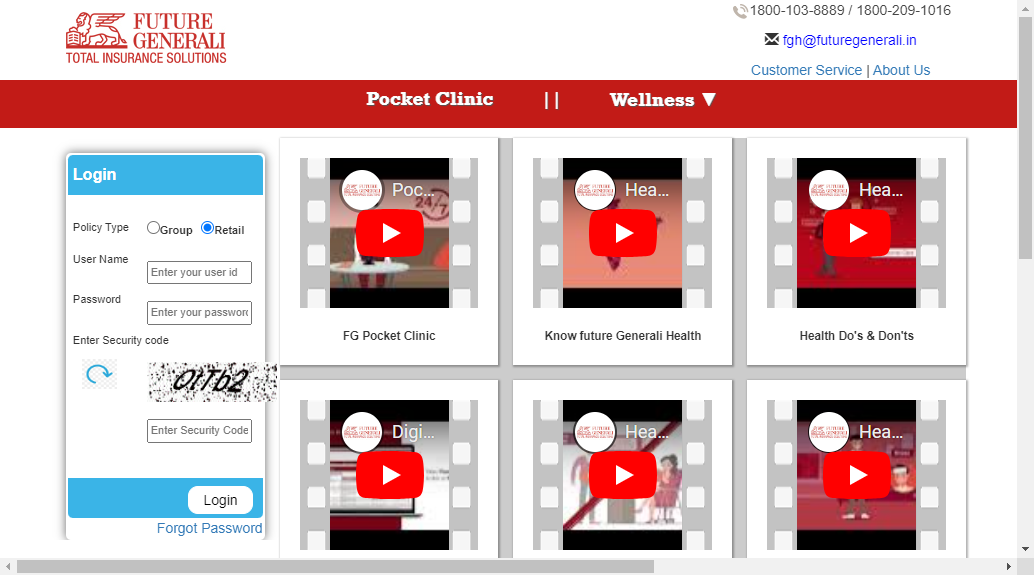 FUTURE
GENERALI
TOTAL INSURANCE SOLUTIONS
1800-103-8889 / 1800-209-1016
fgh@futuregenerali.in
Customer Service | About Us
Pocket Clinic || Wellness ▼
Login
Policy Type Group Retail
User Name Enter your user id
Password Enter your password
Enter Security code
Enter Security Code
Login
Forgot Password
Poc...
24/7
FG Pocket Clinic
Hea...
Know future Generali Health
Hea...
Health Do's & Don'ts
Digi...
Hea...
Hea...